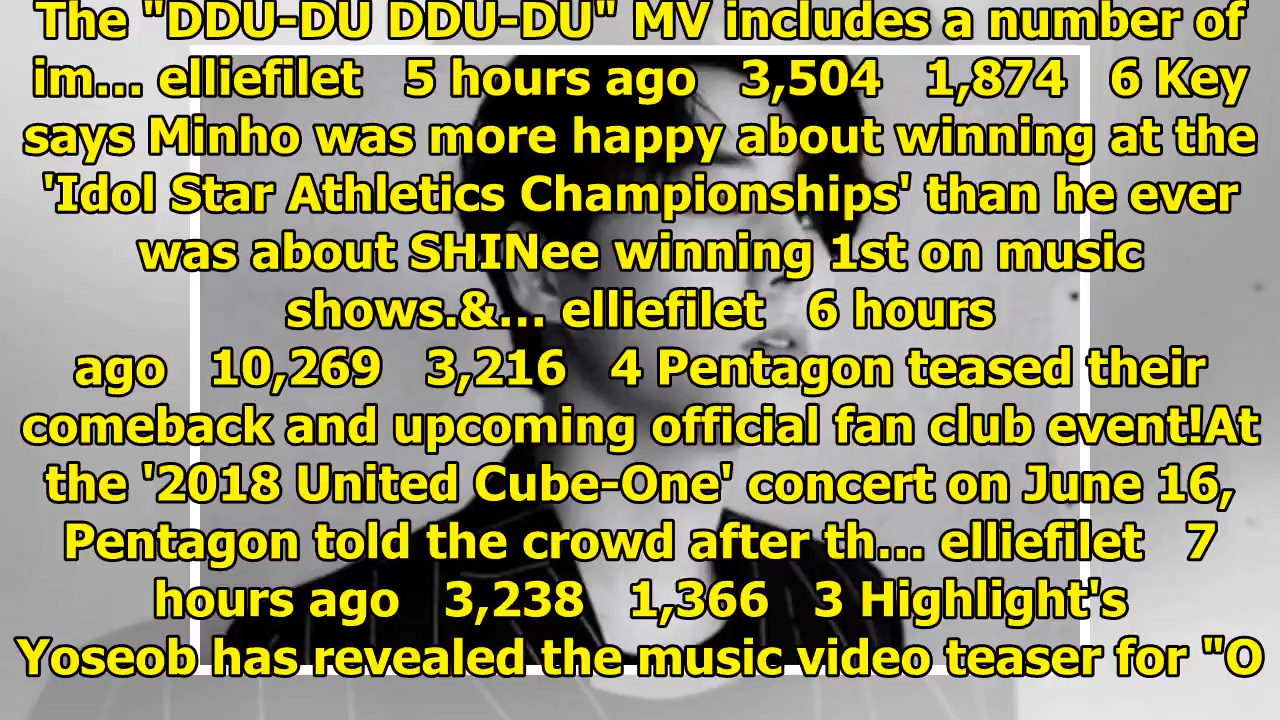 The "DDU-DU DDU-DU" MV includes a number of
im... elliefilet 5 hours ago 3,504 1,874 6 Key
says Minho was more happy about winning at the
'Idol Star Athletics Championships' than he ever
was about SHINee winning 1st on music
shows.&... elliefilet 6 hours
ago 10,269 3,216 4 Pentagon teased their
comeback and upcoming official fan club event!At
the '2018 United Cube-One' concert on June 16,
Pentagon told the crowd after th... elliefilet 7
hours ago 3,238 1,366 3 Highlight's
Yoseob has revealed the music video teaser for "O